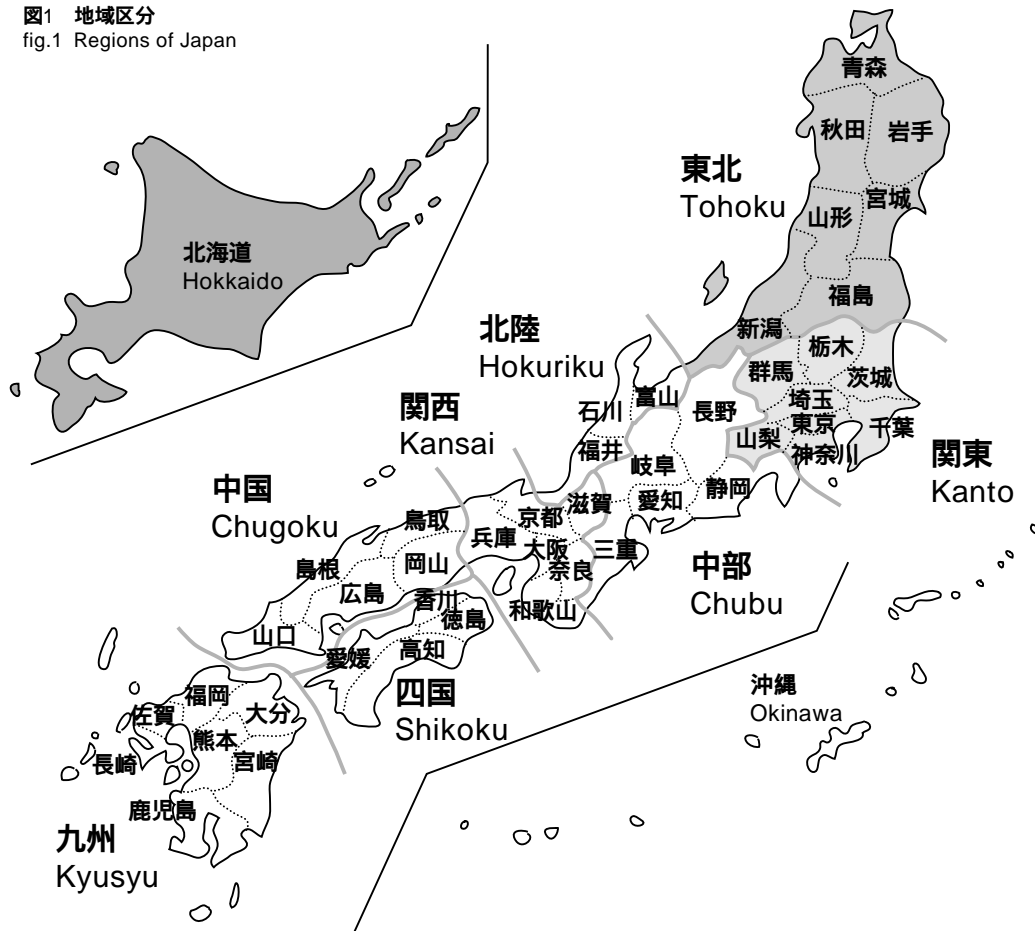 図1 地域区分
fig.1 Regions of Japan
北海道
Hokkaido
東北
Tohoku
青森
秋田
岩手
山形
宮城
福島
新潟
北陸
Hokuriku
富山
石川
福井
関東
Kanto
栃木
群馬
茨城
埼玉
東京
千葉
山梨
神奈川
中部
Chubu
長野
岐阜
静岡
愛知
三重
関西
Kansai
滋賀
京都
兵庫
大阪
奈良
和歌山
中国
Chugoku
鳥取
島根
岡山
広島
山口
四国
Shikoku
香川
徳島
愛媛
高知
九州
Kyusyu
福岡
佐賀
大分
長崎
熊本
宮崎
鹿児島
沖縄
Okinawa